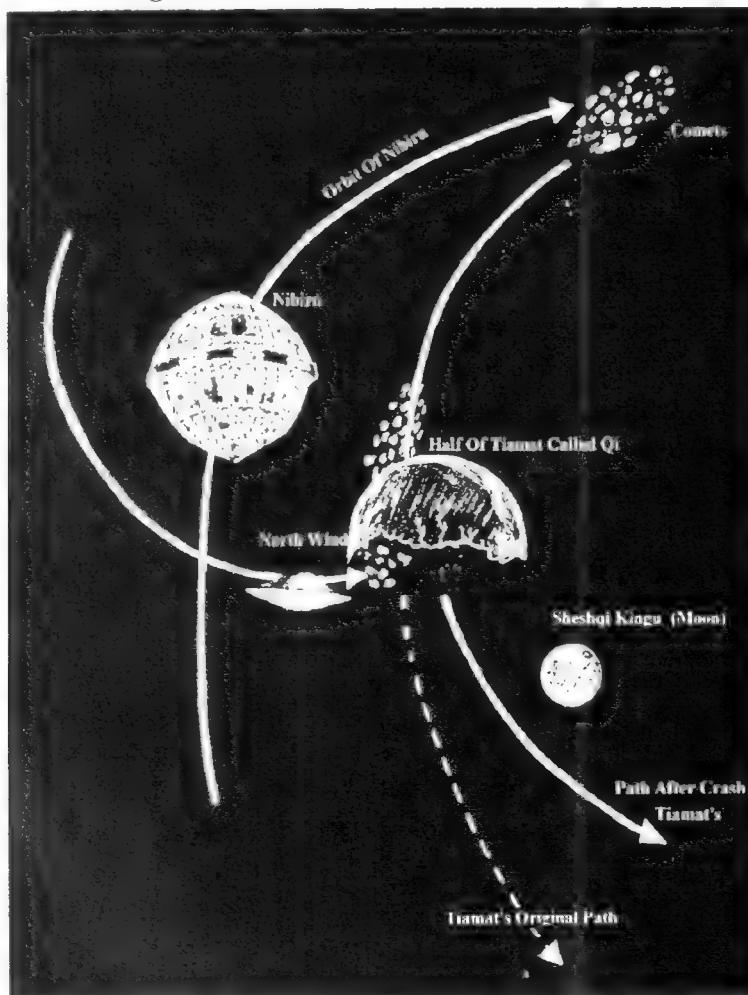 Comets
Orbit Of Nibiru
Nibiru
Half Of Tiamat Called Qi
North Wind
Sheshqi Kingu (Moon)
Path After Crash
Tiamat's
Tiamat's Original Path